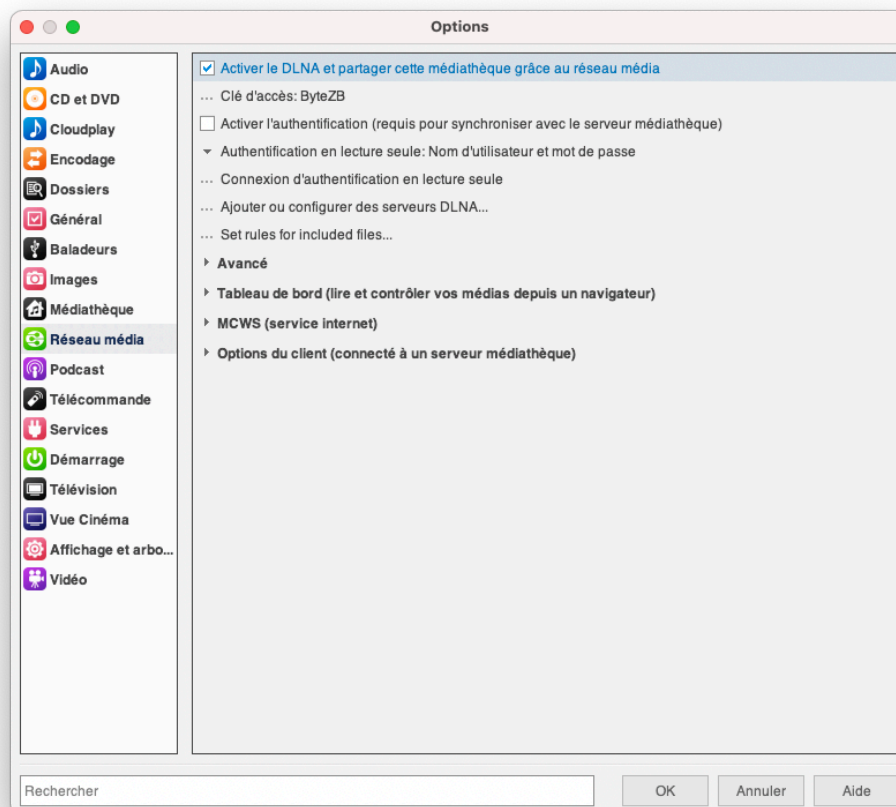 Options
Audio
CD et DVD
Cloudplay
Encodage
Dossiers
Général
Baladeurs
Images
Médiathèque
Réseau média
Podcast
Télécommande
Services
Démarrage
Télévision
Vue Cinéma
Affichage et arbo...
Vidéo
Activer le DLNA et partager cette médiathèque grâce au réseau média
... Clé d'accès: ByteZB
Activer l'authentification (requis pour synchroniser avec le serveur médiathèque)
Authentification en lecture seule: Nom d'utilisateur et mot de passe
... Connexion d'authentification en lecture seule
... Ajouter ou configurer des serveurs DLNA...
... Set rules for included files...
Avancé
Tableau de bord (lire et contrôler vos médias depuis un navigateur)
MCWS (service internet)
Options du client (connecté à un serveur médiathèque)
Rechercher
OK
Annuler
Aide